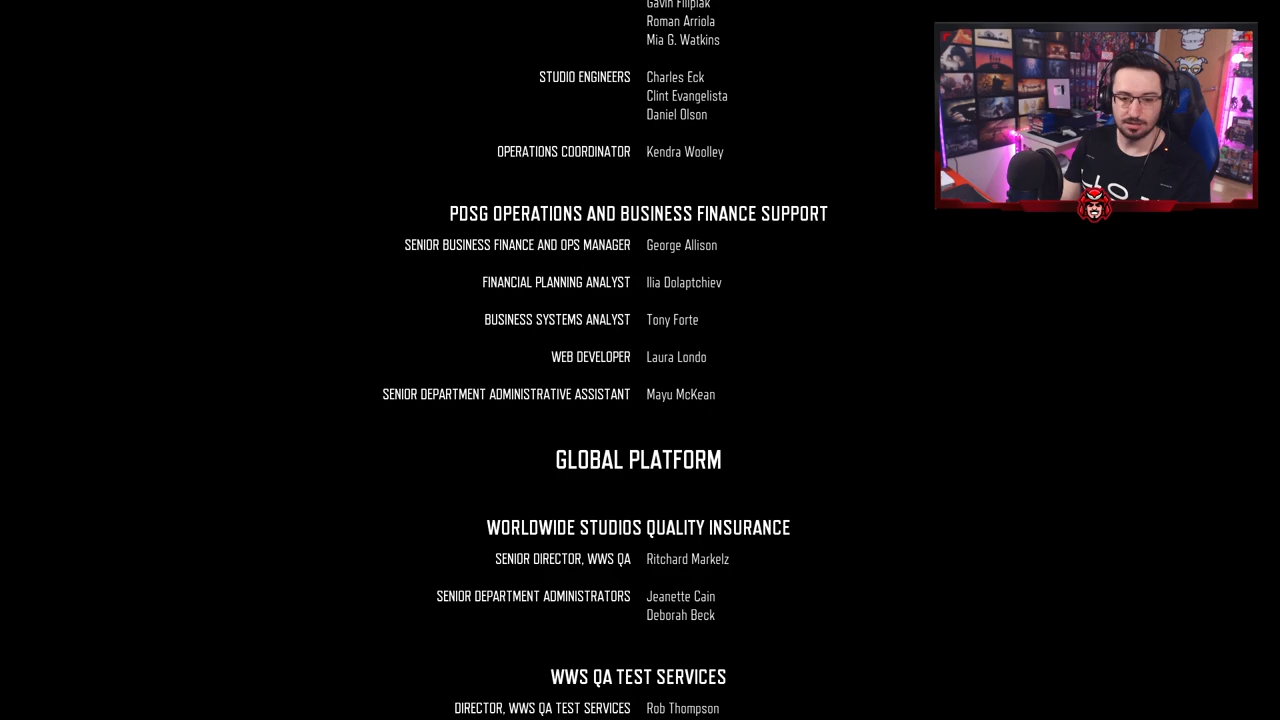 Gavin Filipiak
Roman Arriola
Mia G. Watkins
STUDIO ENGINEERS Charles Eck
Clint Evangelista
Daniel Olson
OPERATIONS COORDINATOR Kendra Woolley
PDSG OPERATIONS AND BUSINESS FINANCE SUPPORT
SENIOR BUSINESS FINANCE AND OPS MANAGER George Allison
FINANCIAL PLANNING ANALYST Ilia Dolaptchiev
BUSINESS SYSTEMS ANALYST Tony Forte
WEB DEVELOPER Laura Londo
SENIOR DEPARTMENT ADMINISTRATIVE ASSISTANT Mayu McKean
GLOBAL PLATFORM
WORLDWIDE STUDIOS QUALITY INSURANCE
SENIOR DIRECTOR, WWS QA Ritchard Markelz
SENIOR DEPARTMENT ADMINISTRATORS Jeanette Cain
Deborah Beck
WWS QA TEST SERVICES
DIRECTOR, WWS QA TEST SERVICES Rob Thompson